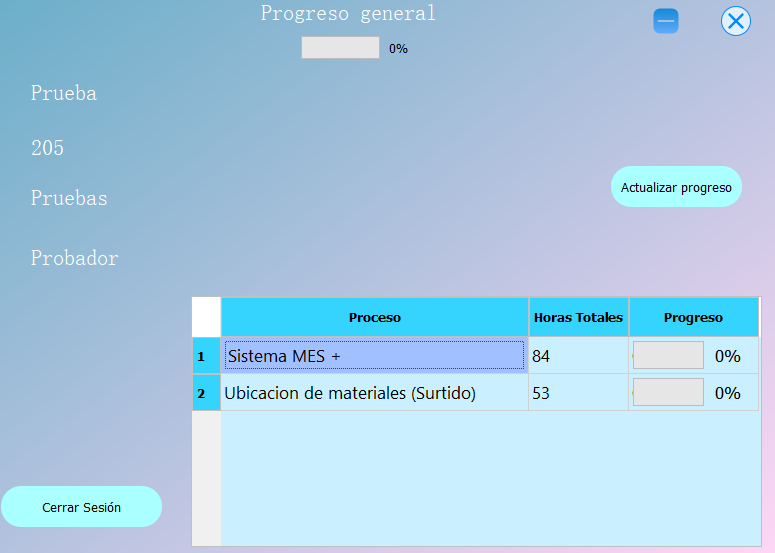 Progreso general
0%
Prueba
205
Pruebas
Actualizar progreso
Probador
Proceso Horas Totales Progreso
1 Sistema MES + 84 0%
2 Ubicacion de materiales (Surtido) 53 0%
Cerrar Sesión